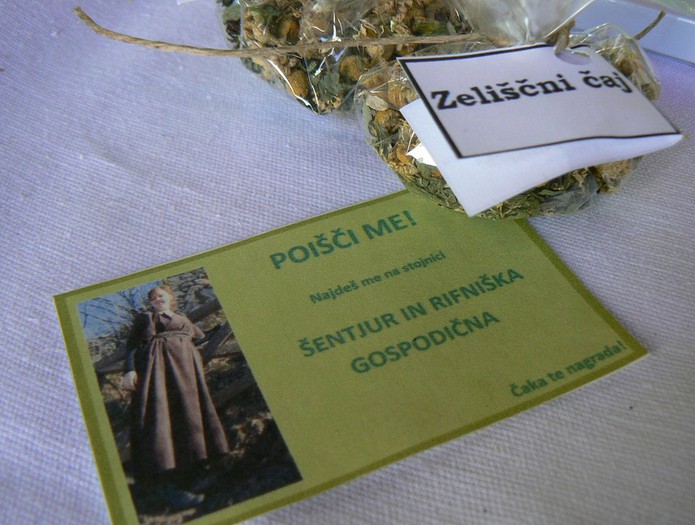 Zeliščni čaj
POIŠČI ME!
Najdeš me na stojnici
ŠENTJUR IN RIFNIŠKA
GOSPODIČNA
Čaka te nagrada!